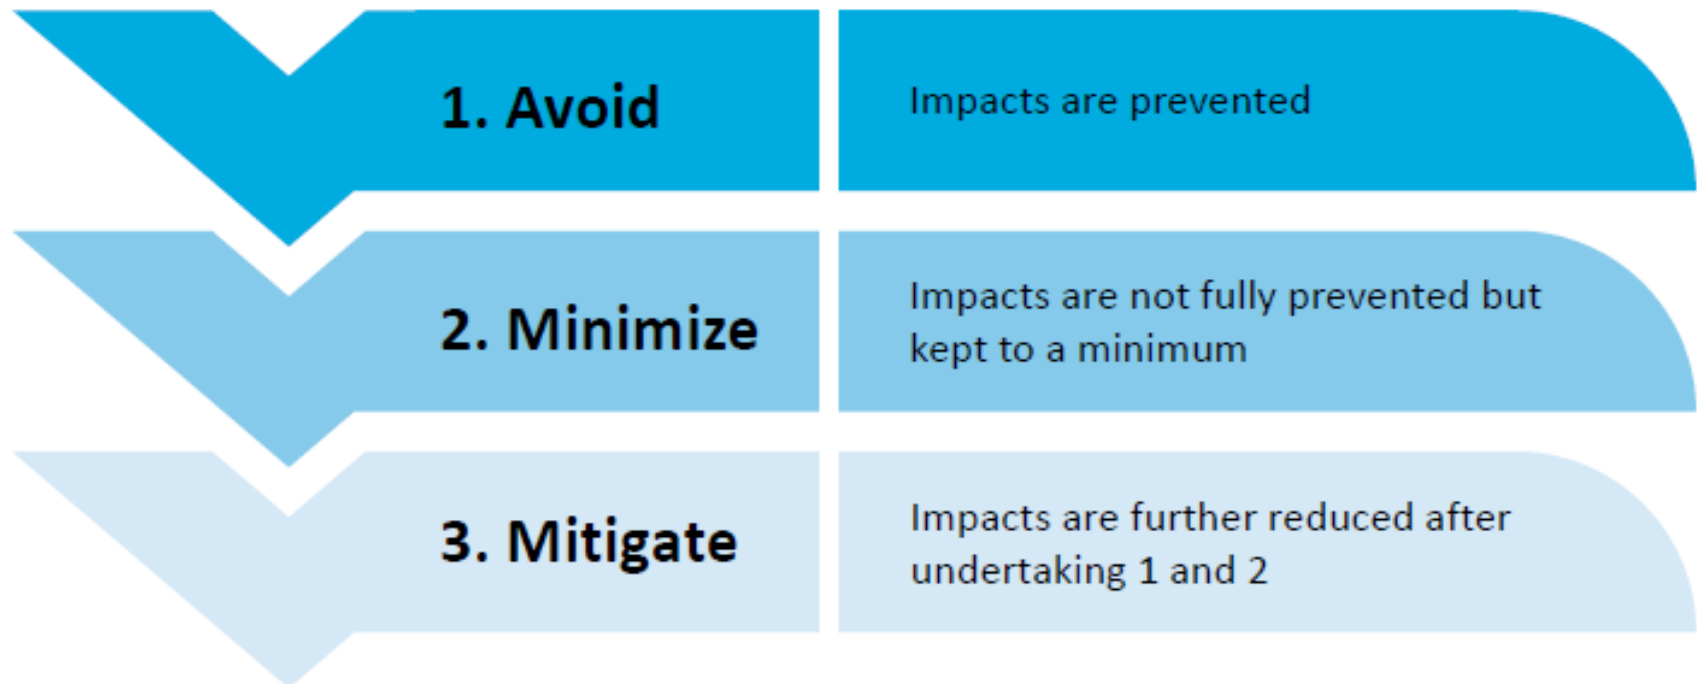 1. Avoid
Impacts are prevented
2. Minimize
Impacts are not fully prevented but
kept to a minimum
3. Mitigate
Impacts are further reduced after
undertaking 1 and 2